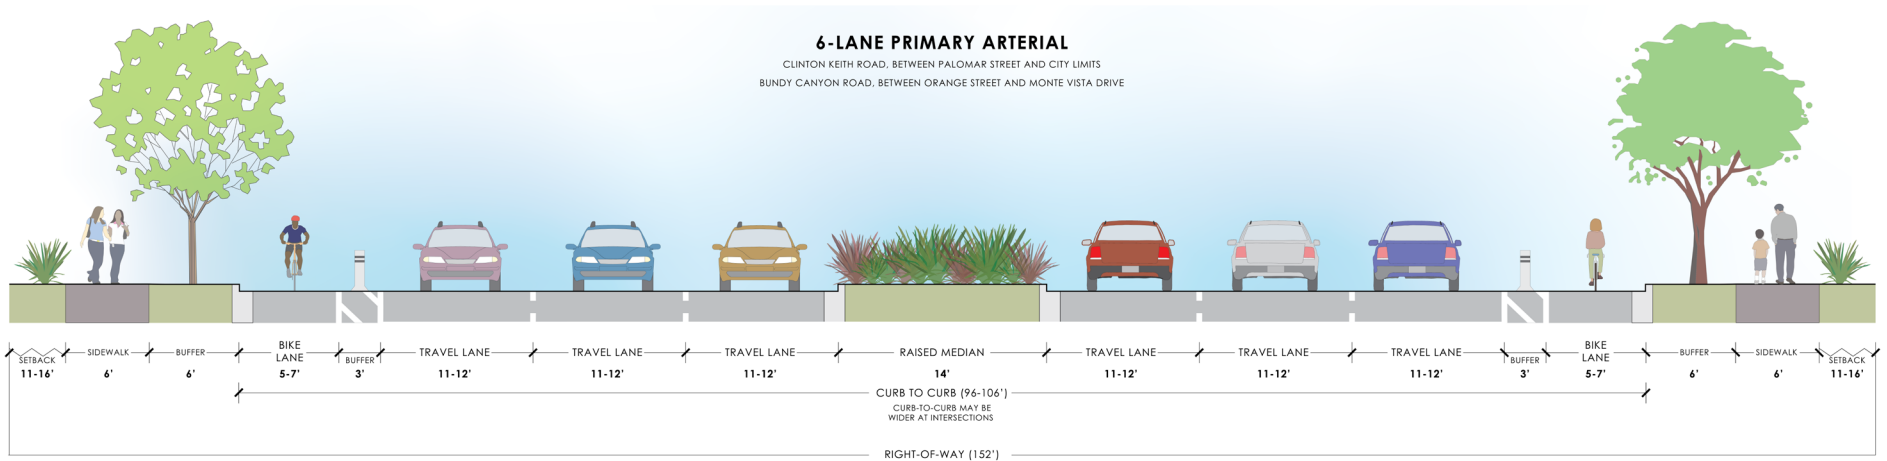 6-LANE PRIMARY ARTERIAL
CLINTON KEITH ROAD, BETWEEN PALOMAR STREET AND CITY LIMITS
BUNDY CANYON ROAD, BETWEEN ORANGE STREET AND MONTE VISTA DRIVE
SETBACK
11-16'
SIDEWALK
6'
BUFFER
6'
BIKE
LANE
5-7'
BUFFER
3'
TRAVEL LANE
11-12'
TRAVEL LANE
11-12'
TRAVEL LANE
11-12'
RAISED MEDIAN
14'
TRAVEL LANE
11-12'
TRAVEL LANE
11-12'
TRAVEL LANE
11-12'
BUFFER
3'
BIKE
LANE
5-7'
BUFFER
6'
SIDEWALK
6'
SETBACK
11-16'
CURB TO CURB (96-106')
CURB-TO-CURB MAY BE
WIDER AT INTERSECTIONS
RIGHT-OF-WAY (152')